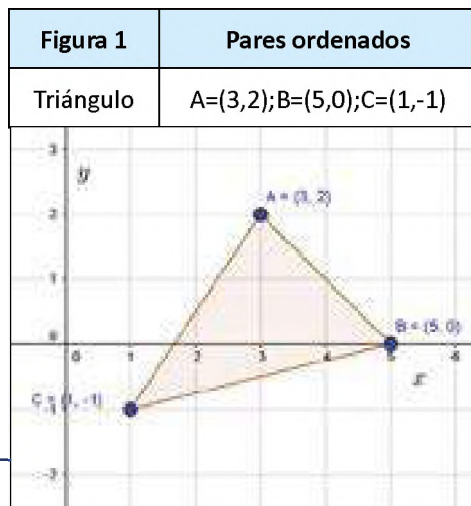 Figura 1 Pares ordenados
Triángulo A=(3,2);B=(5,0);C=(1,-1)
3
y
A = (3, 2)
2
1
B = (5, 0)
0
0 1 2 3 4 5 6
x
C = (1, -1)
-2